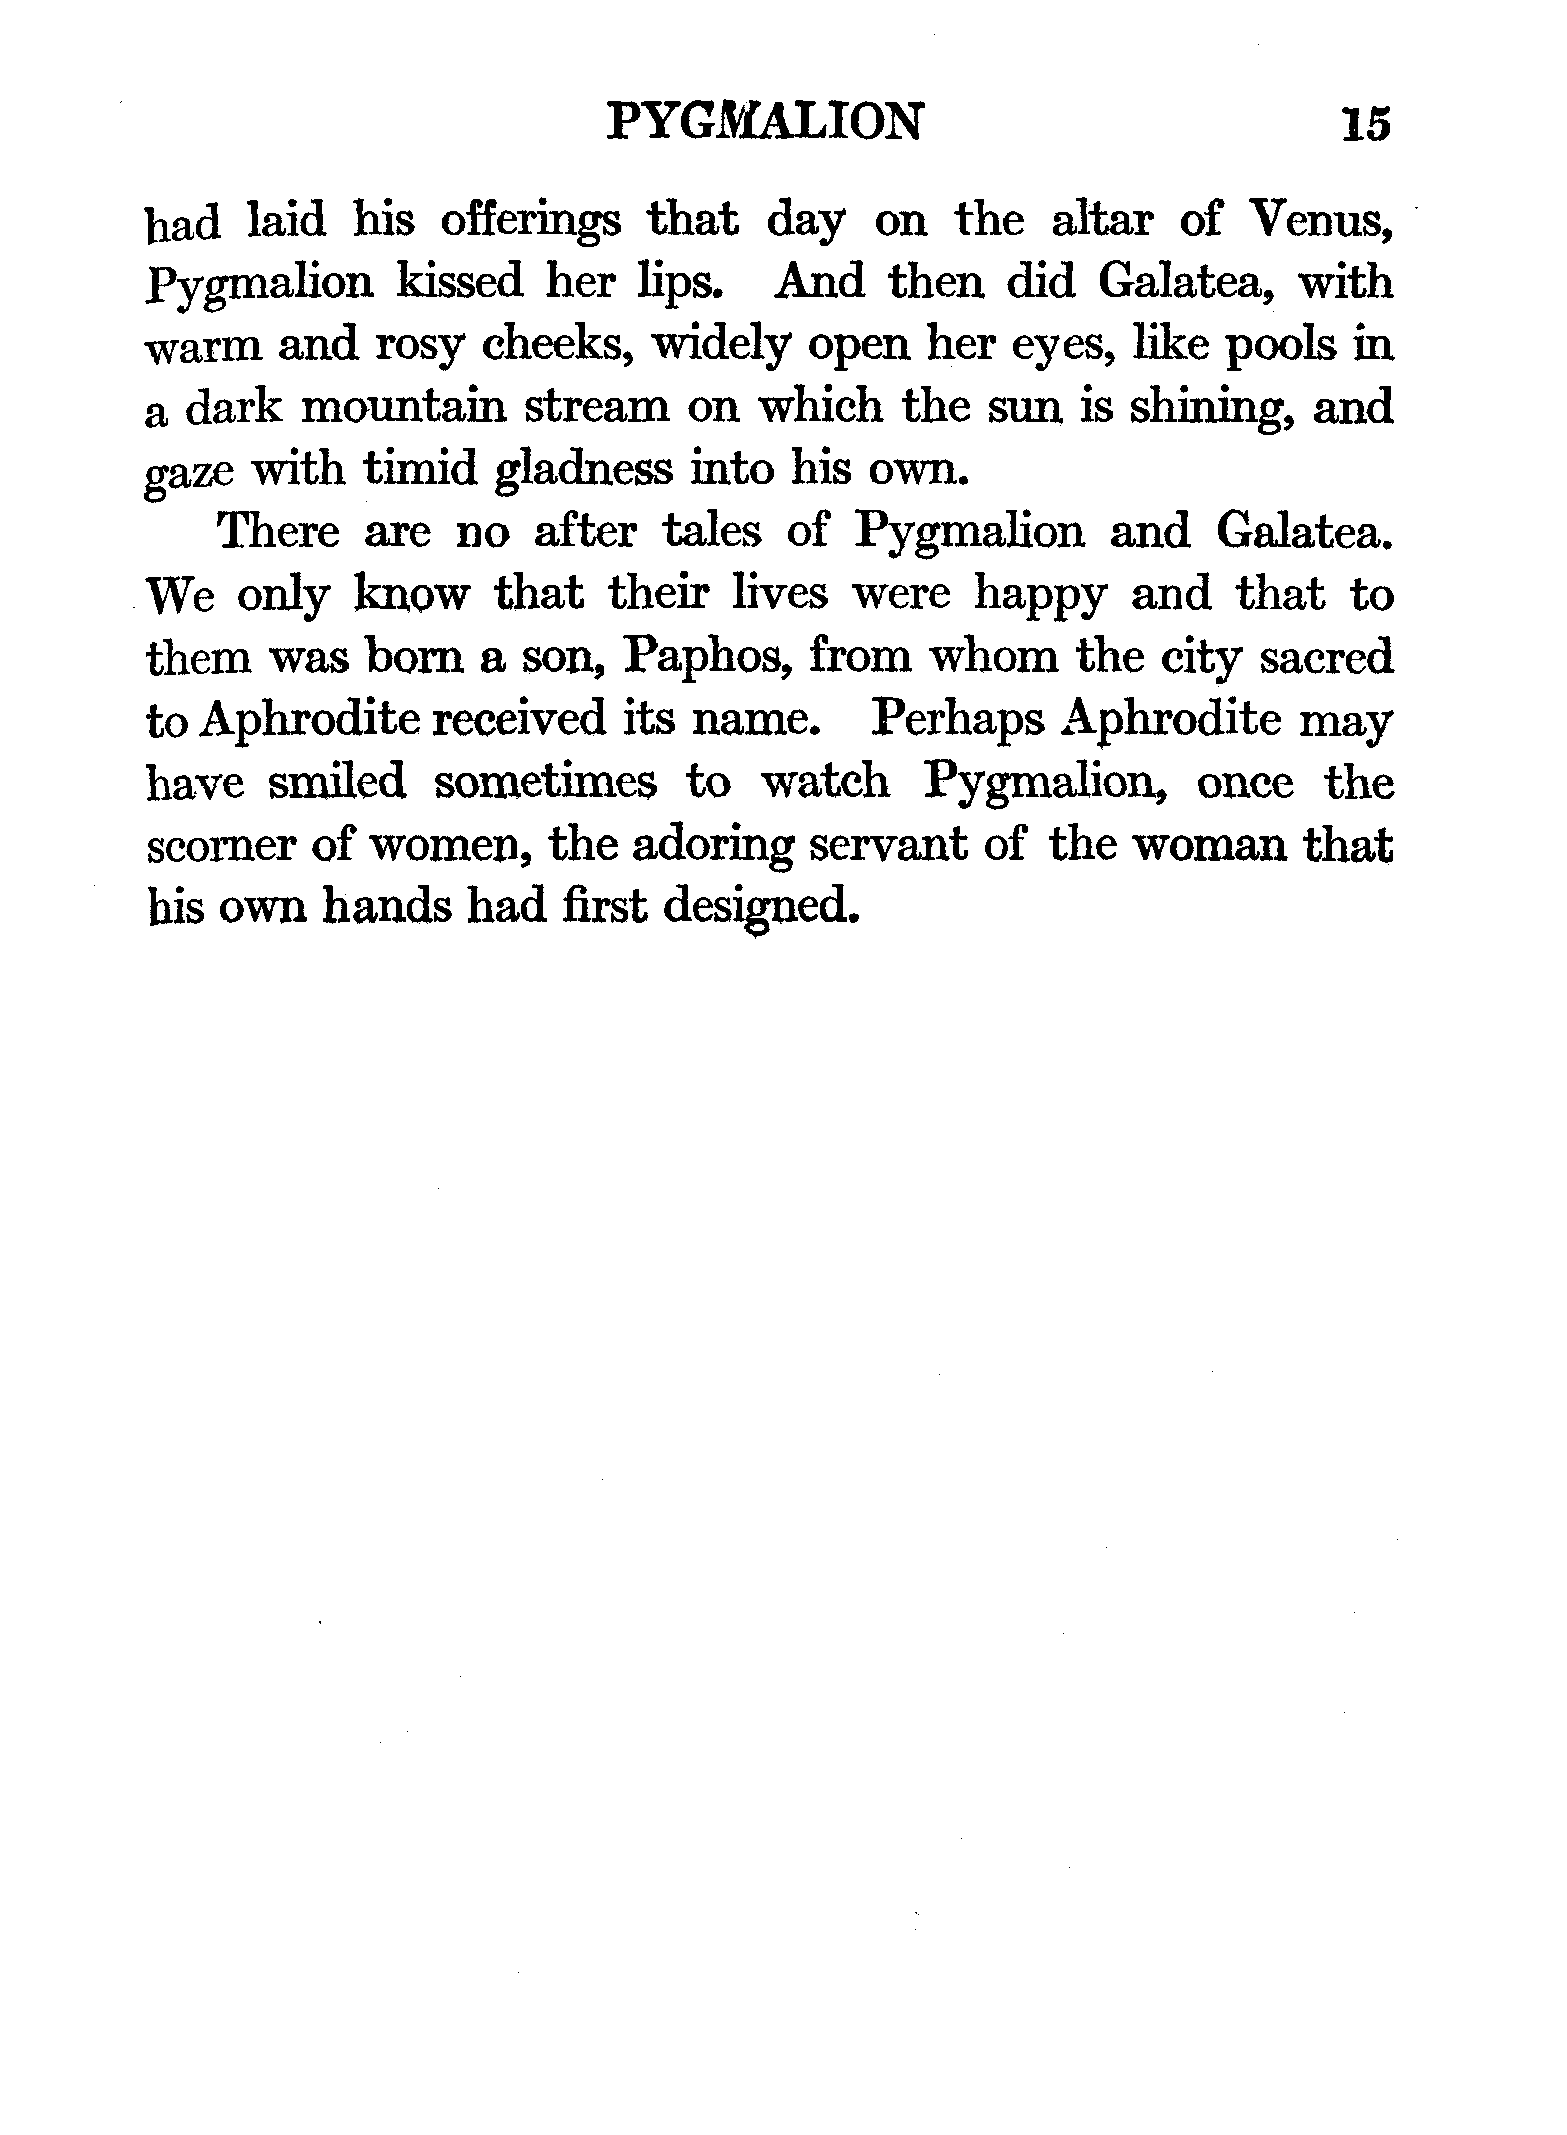 PYGMALION 15
had laid his offerings that day on the altar of Venus,
Pygmalion kissed her lips. And then did Galatea, with
warm and rosy cheeks, widely open her eyes, like pools in
a dark mountain stream on which the sun is shining, and
gaze with timid gladness into his own.
There are no after tales of Pygmalion and Galatea.
We only know that their lives were happy and that to
them was born a son, Paphos, from whom the city sacred
to Aphrodite received its name. Perhaps Aphrodite may
have smiled sometimes to watch Pygmalion, once the
scorner of women, the adoring servant of the woman that
his own hands had first designed.